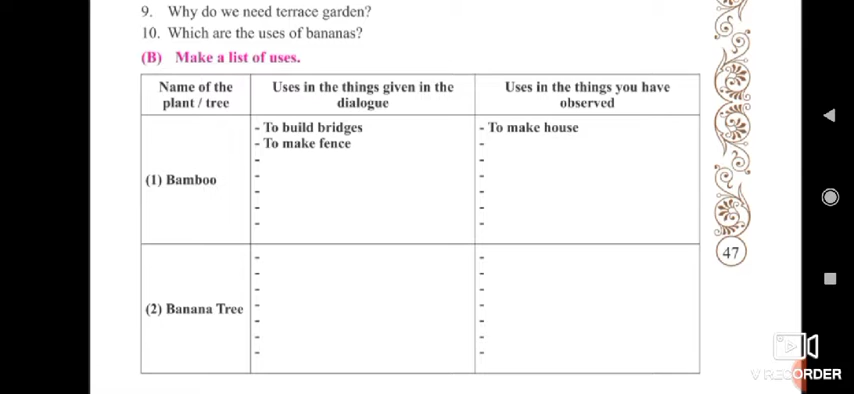 9. Why do we need terrace garden?
10. Which are the uses of bananas?
(B) Make a list of uses.
Name of the plant / tree
Uses in the things given in the dialogue
Uses in the things you have observed
(1) Bamboo
- To build bridges
- To make fence
-
-
-
-
-
- To make house
-
-
-
-
-
-
(2) Banana Tree
-
-
-
-
-
-
-
-
-
-
-
-
-
-
47
V RECORDER